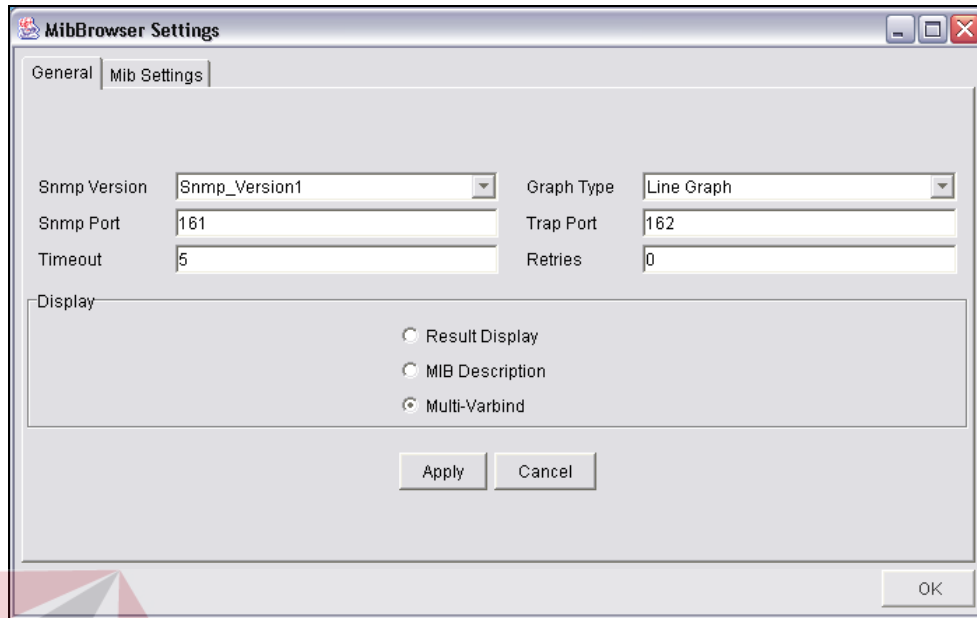 MibBrowser Settings
General Mib Settings
Snmp Version Snmp_Version1 Graph Type Line Graph
Snmp Port 161 Trap Port 162
Timeout 5 Retries 0
Display
Result Display
MIB Description
Multi-Varbind
Apply Cancel
OK